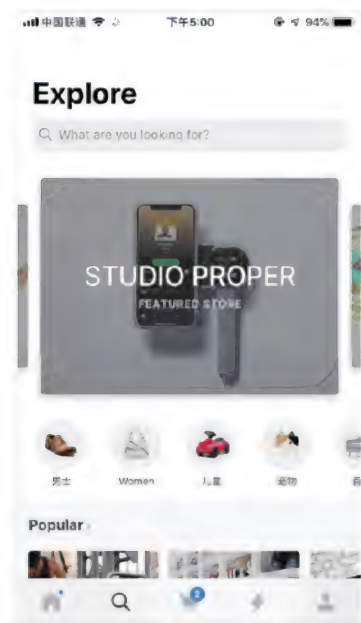 中国联通 下午5:00 94%
Explore
What are you looking for?
STUDIO PROPER
FEATURED STORE
男士 Women 儿童 宠物
Popular
2